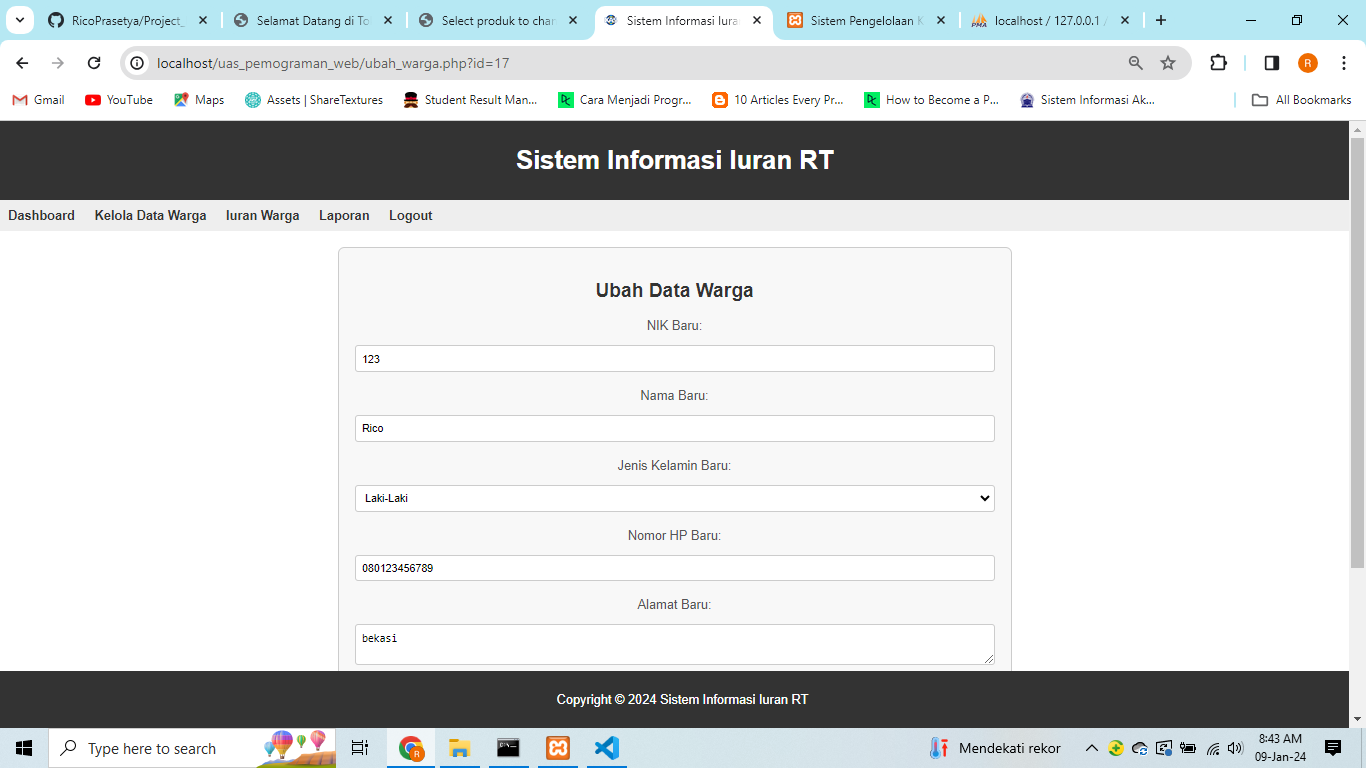 RicoPrasetya/Project_
Selamat Datang di To
Select produk to char
Sistem Informasi Iura
Sistem Pengelolaan K
localhost / 127.0.0.1 /
localhost/uas_pemograman_web/ubah_warga.php?id=17
R
Gmail
YouTube
Maps
Assets | ShareTextures
Student Result Man...
Cara Menjadi Progr...
10 Articles Every Pr...
How to Become a P...
Sistem Informasi Ak...
All Bookmarks
Sistem Informasi Iuran RT
Dashboard Kelola Data Warga Iuran Warga Laporan Logout
Ubah Data Warga
NIK Baru:
123
Nama Baru:
Rico
Jenis Kelamin Baru:
Laki-Laki
Nomor HP Baru:
080123456789
Alamat Baru:
bekasi
Copyright © 2024 Sistem Informasi Iuran RT
Type here to search
Mendekati rekor
8:43 AM
09-Jan-24